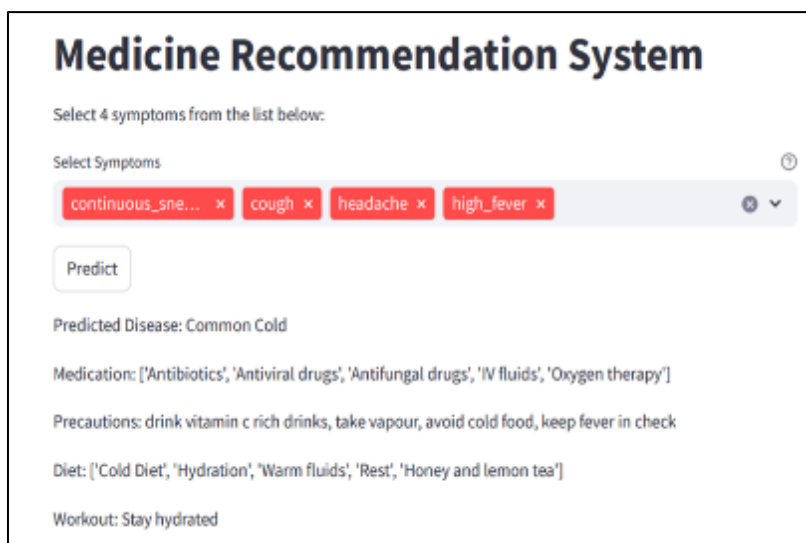 Medicine Recommendation System
Select 4 symptoms from the list below:
Select Symptoms
continuous_sne... × cough × headache × high_fever ×
Predict
Predicted Disease: Common Cold
Medication: ['Antibiotics', 'Antiviral drugs', 'Antifungal drugs', 'IV fluids', 'Oxygen therapy']
Precautions: drink vitamin c rich drinks, take vapour, avoid cold food, keep fever in check
Diet: ['Cold Diet', 'Hydration', 'Warm fluids', 'Rest', 'Honey and lemon tea']
Workout: Stay hydrated